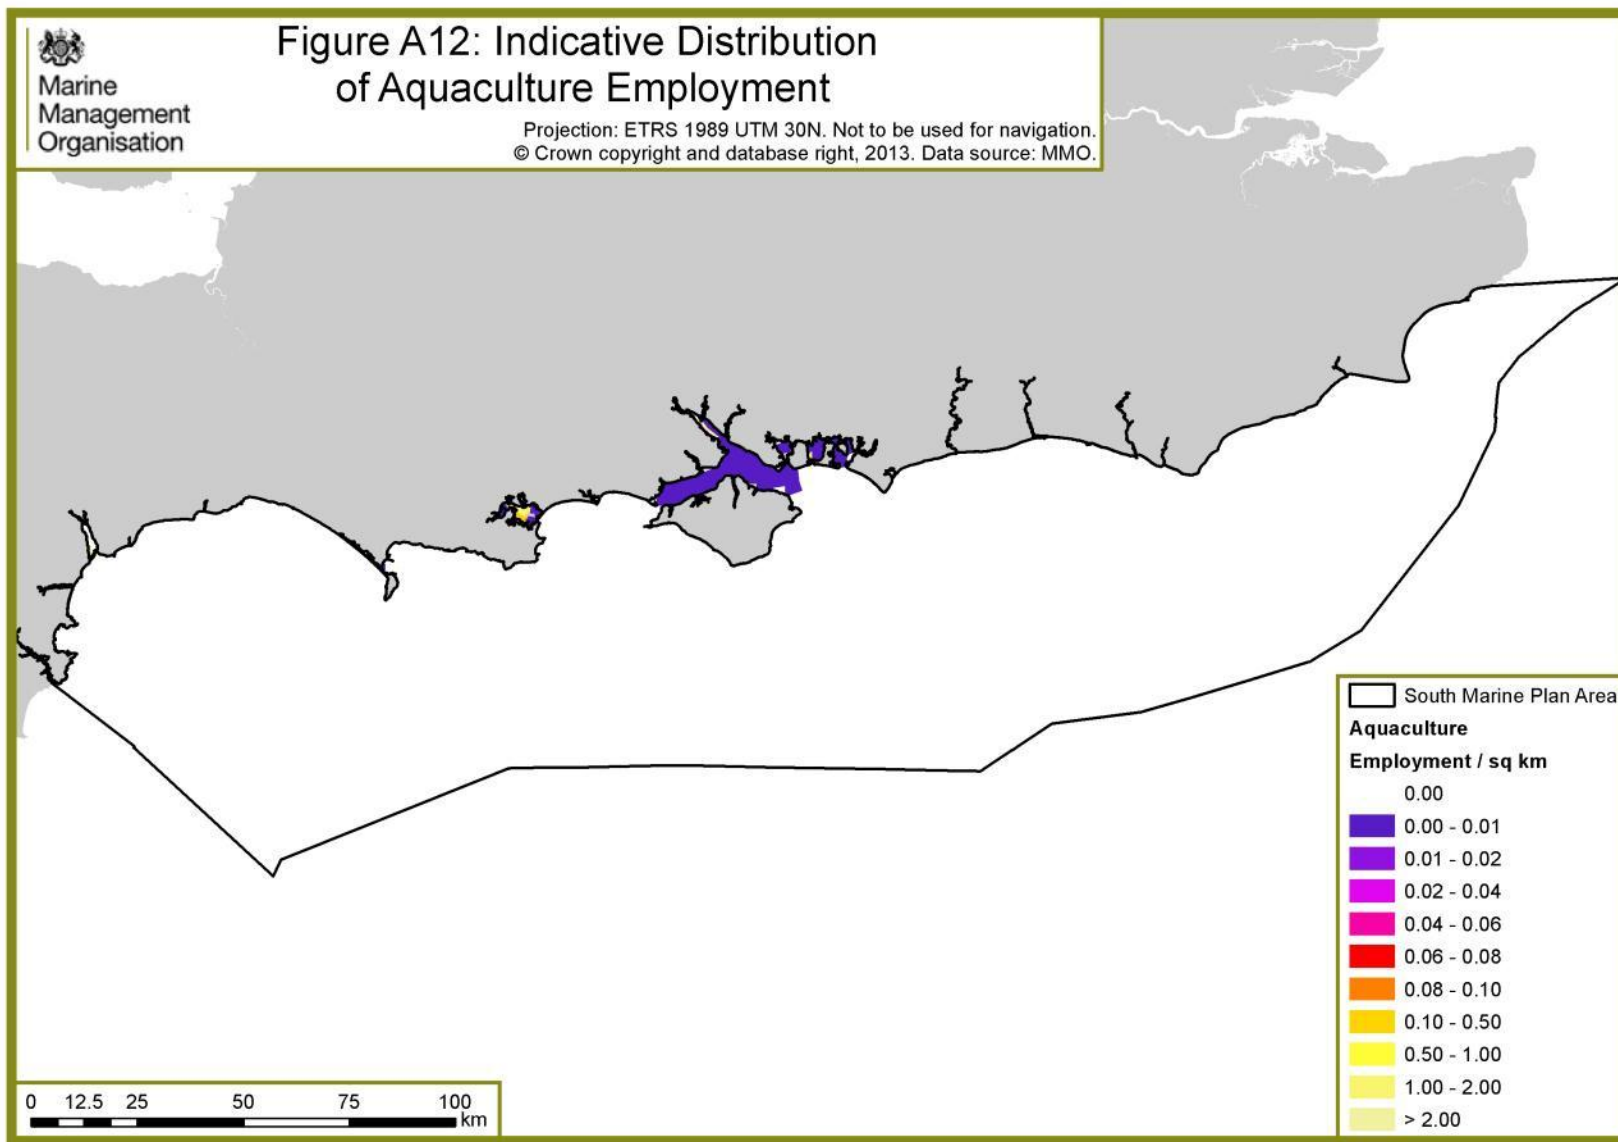 Marine
Management
Organisation
Figure A12: Indicative Distribution
of Aquaculture Employment
Projection: ETRS 1989 UTM 30N. Not to be used for navigation.
© Crown copyright and database right, 2013. Data source: MMO.
South Marine Plan Area
Aquaculture
Employment / sq km
0.00
0.00 - 0.01
0.01 - 0.02
0.02 - 0.04
0.04 - 0.06
0.06 - 0.08
0.08 - 0.10
0.10 - 0.50
0.50 - 1.00
1.00 - 2.00
> 2.00
0 12.5 25 50 75 100
km